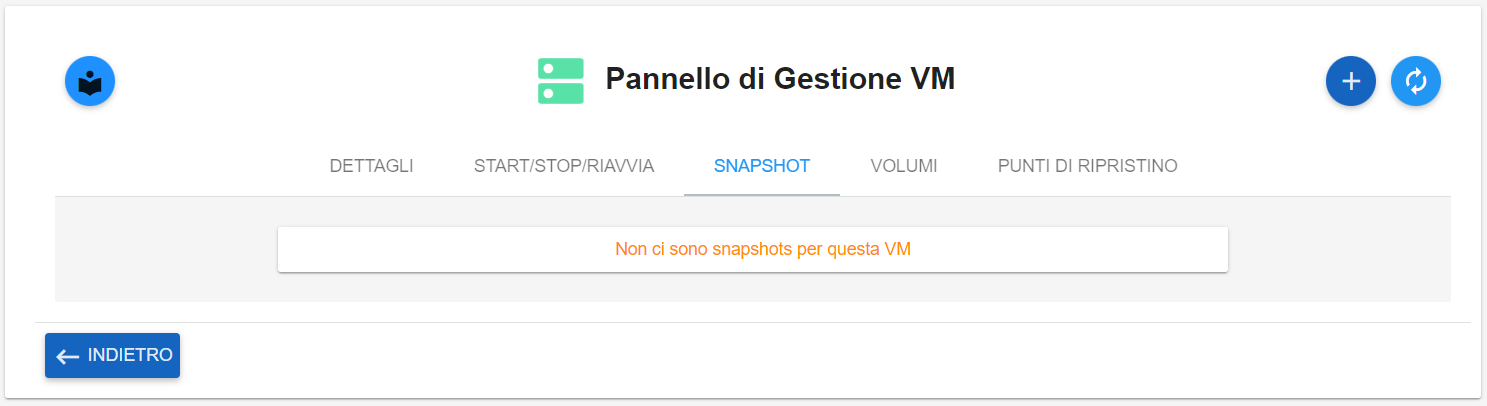 Pannello di Gestione VM
DETTAGLI START/STOP/RIAVVIA SNAPSHOT VOLUMI PUNTI DI RIPRISTINO
Non ci sono snapshots per questa VM
INDIETRO